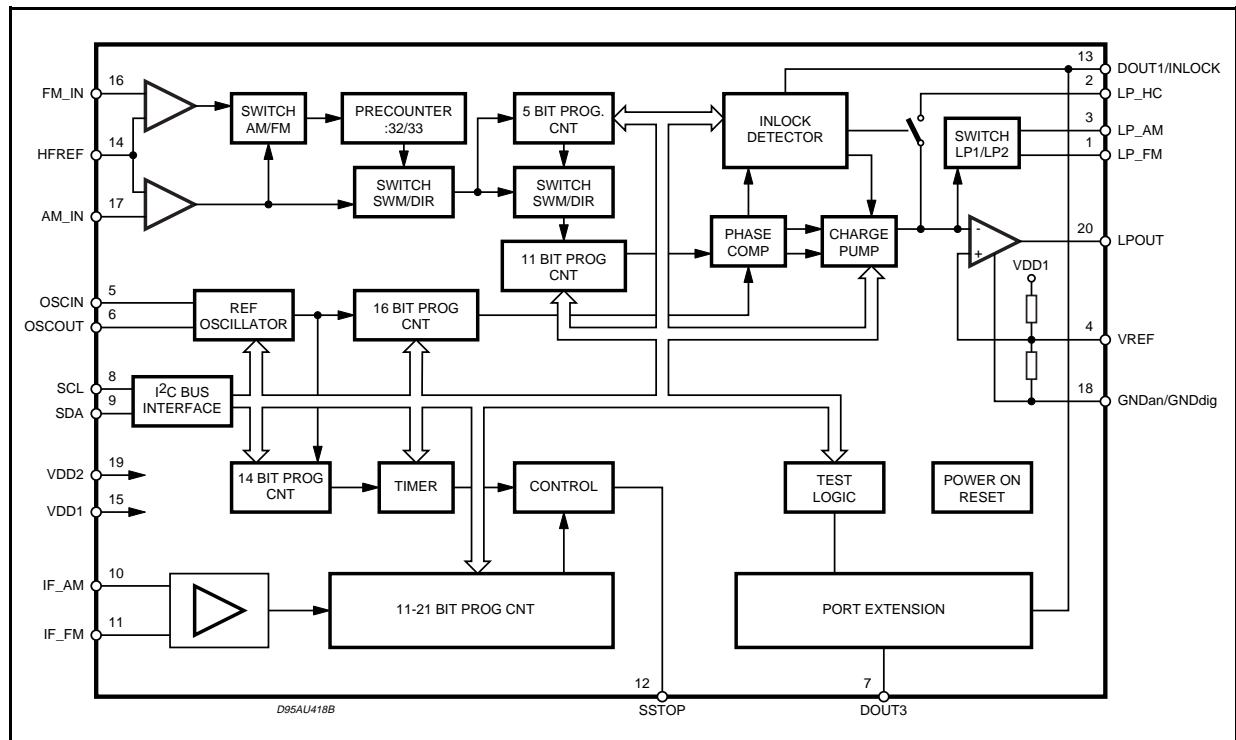 13
DOUT1/INLOCK
16
FM_IN
2
LP_HC
SWITCH
AM/FM
PRECOUNTER
:32/33
5 BIT PROG.
CNT
INLOCK
DETECTOR
SWITCH
LP1/LP2
3
LP_AM
1
LP_FM
14
HFREF
17
AM_IN
SWITCH
SWM/DIR
SWITCH
SWM/DIR
PHASE
COMP
CHARGE
PUMP
-
+
20
LPOUT
11 BIT PROG
CNT
VDD1
5
OSCIN
6
OSCOUT
REF
OSCILLATOR
16 BIT PROG
CNT
4
VREF
8
SCL
9
SDA
I2C BUS
INTERFACE
18
GNDan/GNDdig
19
VDD2
15
VDD1
14 BIT PROG
CNT
TIMER
CONTROL
TEST
LOGIC
POWER ON
RESET
10
IF_AM
11
IF_FM
11-21 BIT PROG CNT
PORT EXTENSION
12
SSTOP
7
DOUT3
D95AU418B